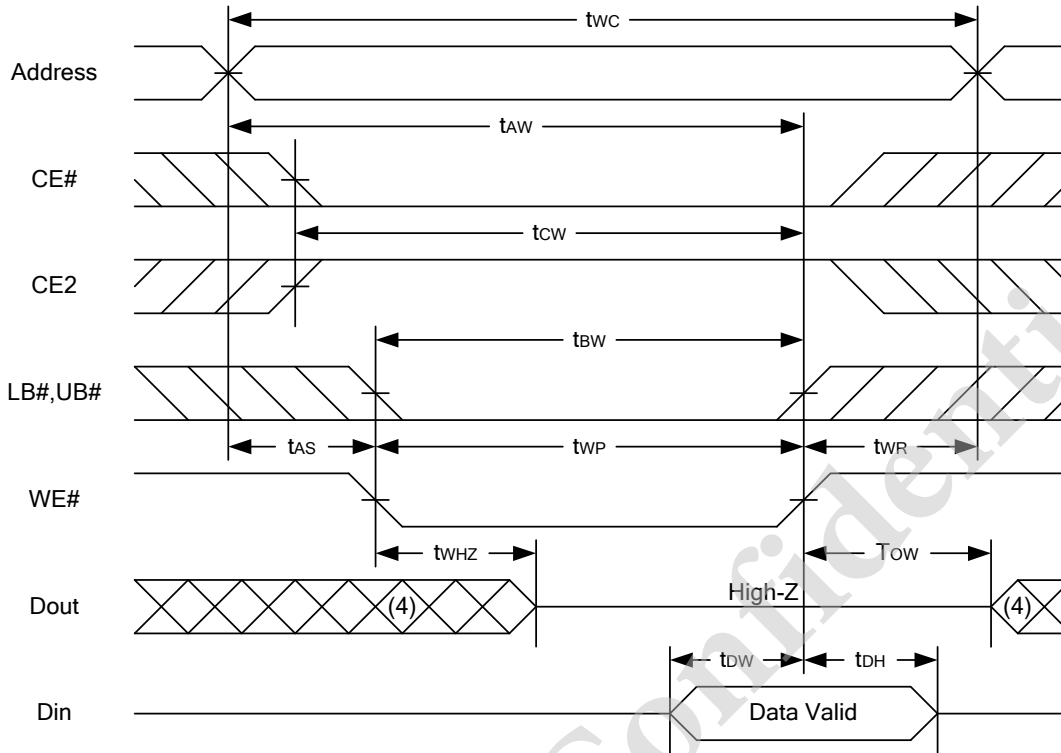 tWC
Address
tAW
CE#
tCW
CE2
tBW
LB#,UB#
tAS
tWP
tWR
WE#
tWHZ
TOW
High-Z
Dout
(4)
(4)
tDW
tDH
Din
Data Valid
Confidenti